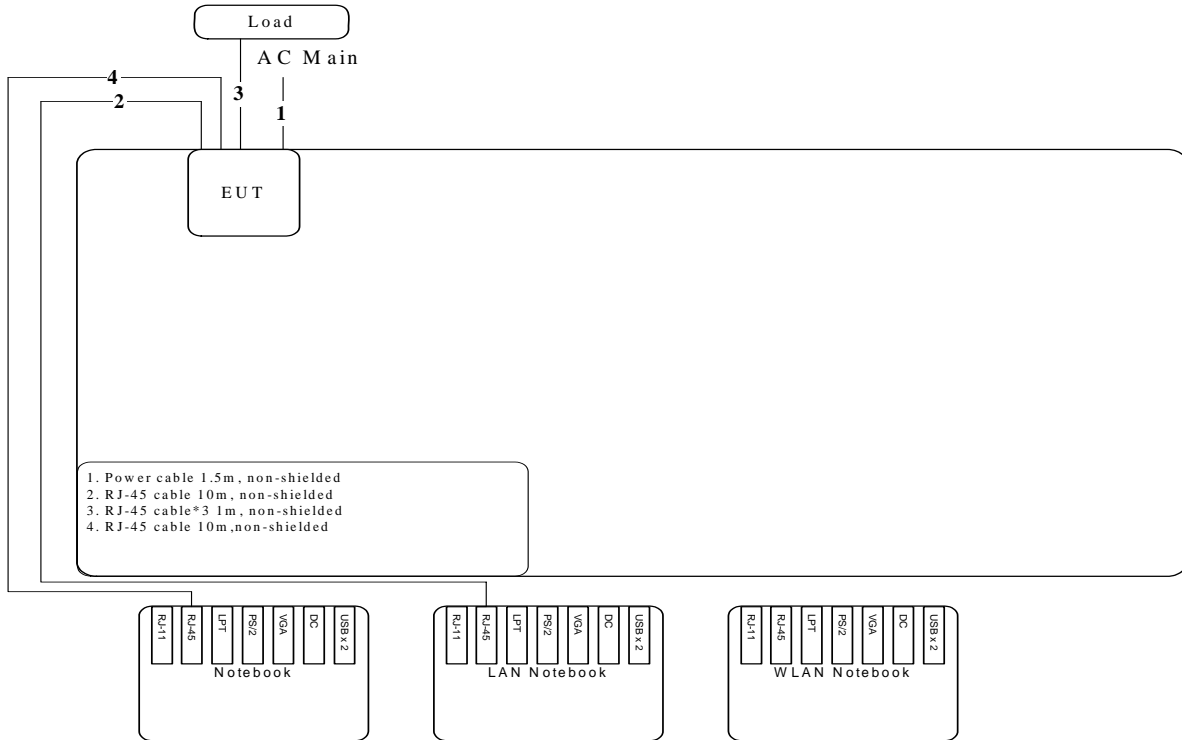 Load
AC Main
4
2
3
1
EUT
1. Power cable 1.5m, non-shielded
2. RJ-45 cable 10m, non-shielded
3. RJ-45 cable*3 1m, non-shielded
4. RJ-45 cable 10m,non-shielded
RJ-11
RJ-45
LPT
PS/2
VGA
DC
USB x 2
Notebook
RJ-11
RJ-45
LPT
PS/2
VGA
DC
USB x 2
LAN Notebook
RJ-11
RJ-45
LPT
PS/2
VGA
DC
USB x 2
WLAN Notebook